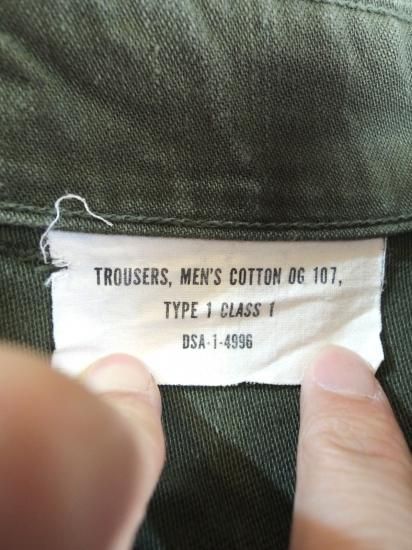 TROUSERS, MEN'S COTTON OG 107,
TYPE 1 CLASS 1
DSA-1-4996